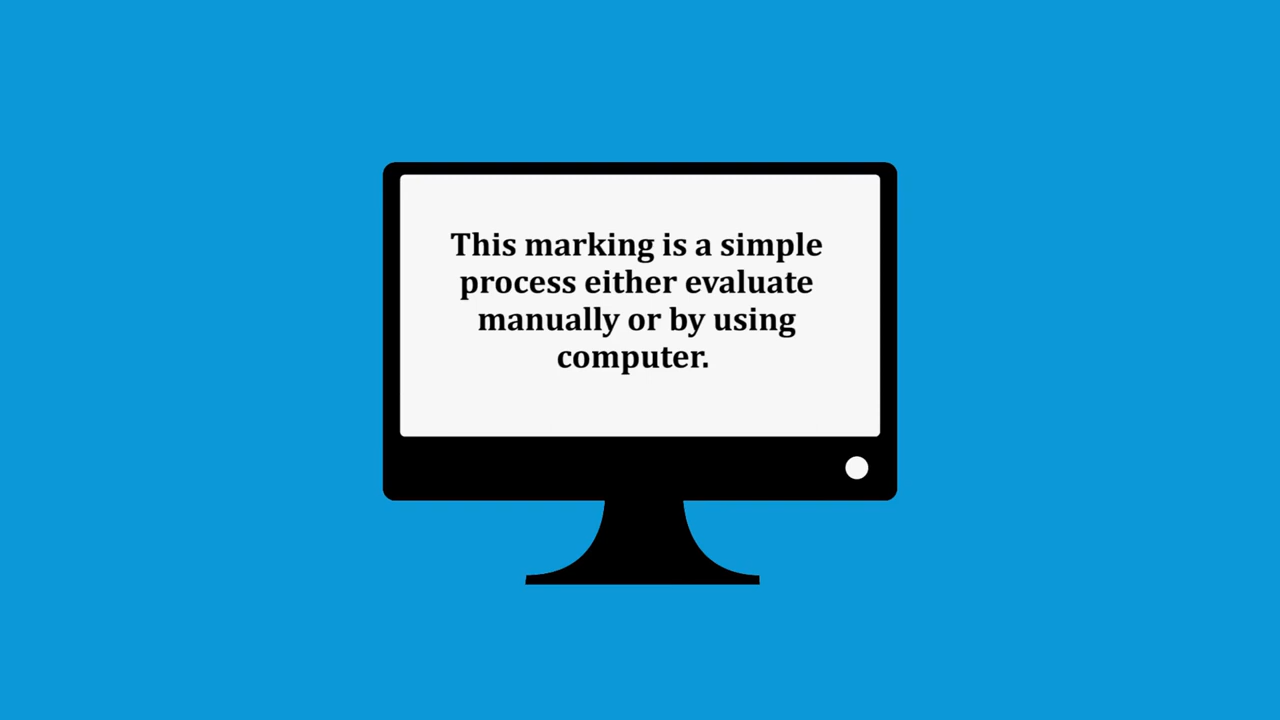 This marking is a simple
process either evaluate
manually or by using
computer.